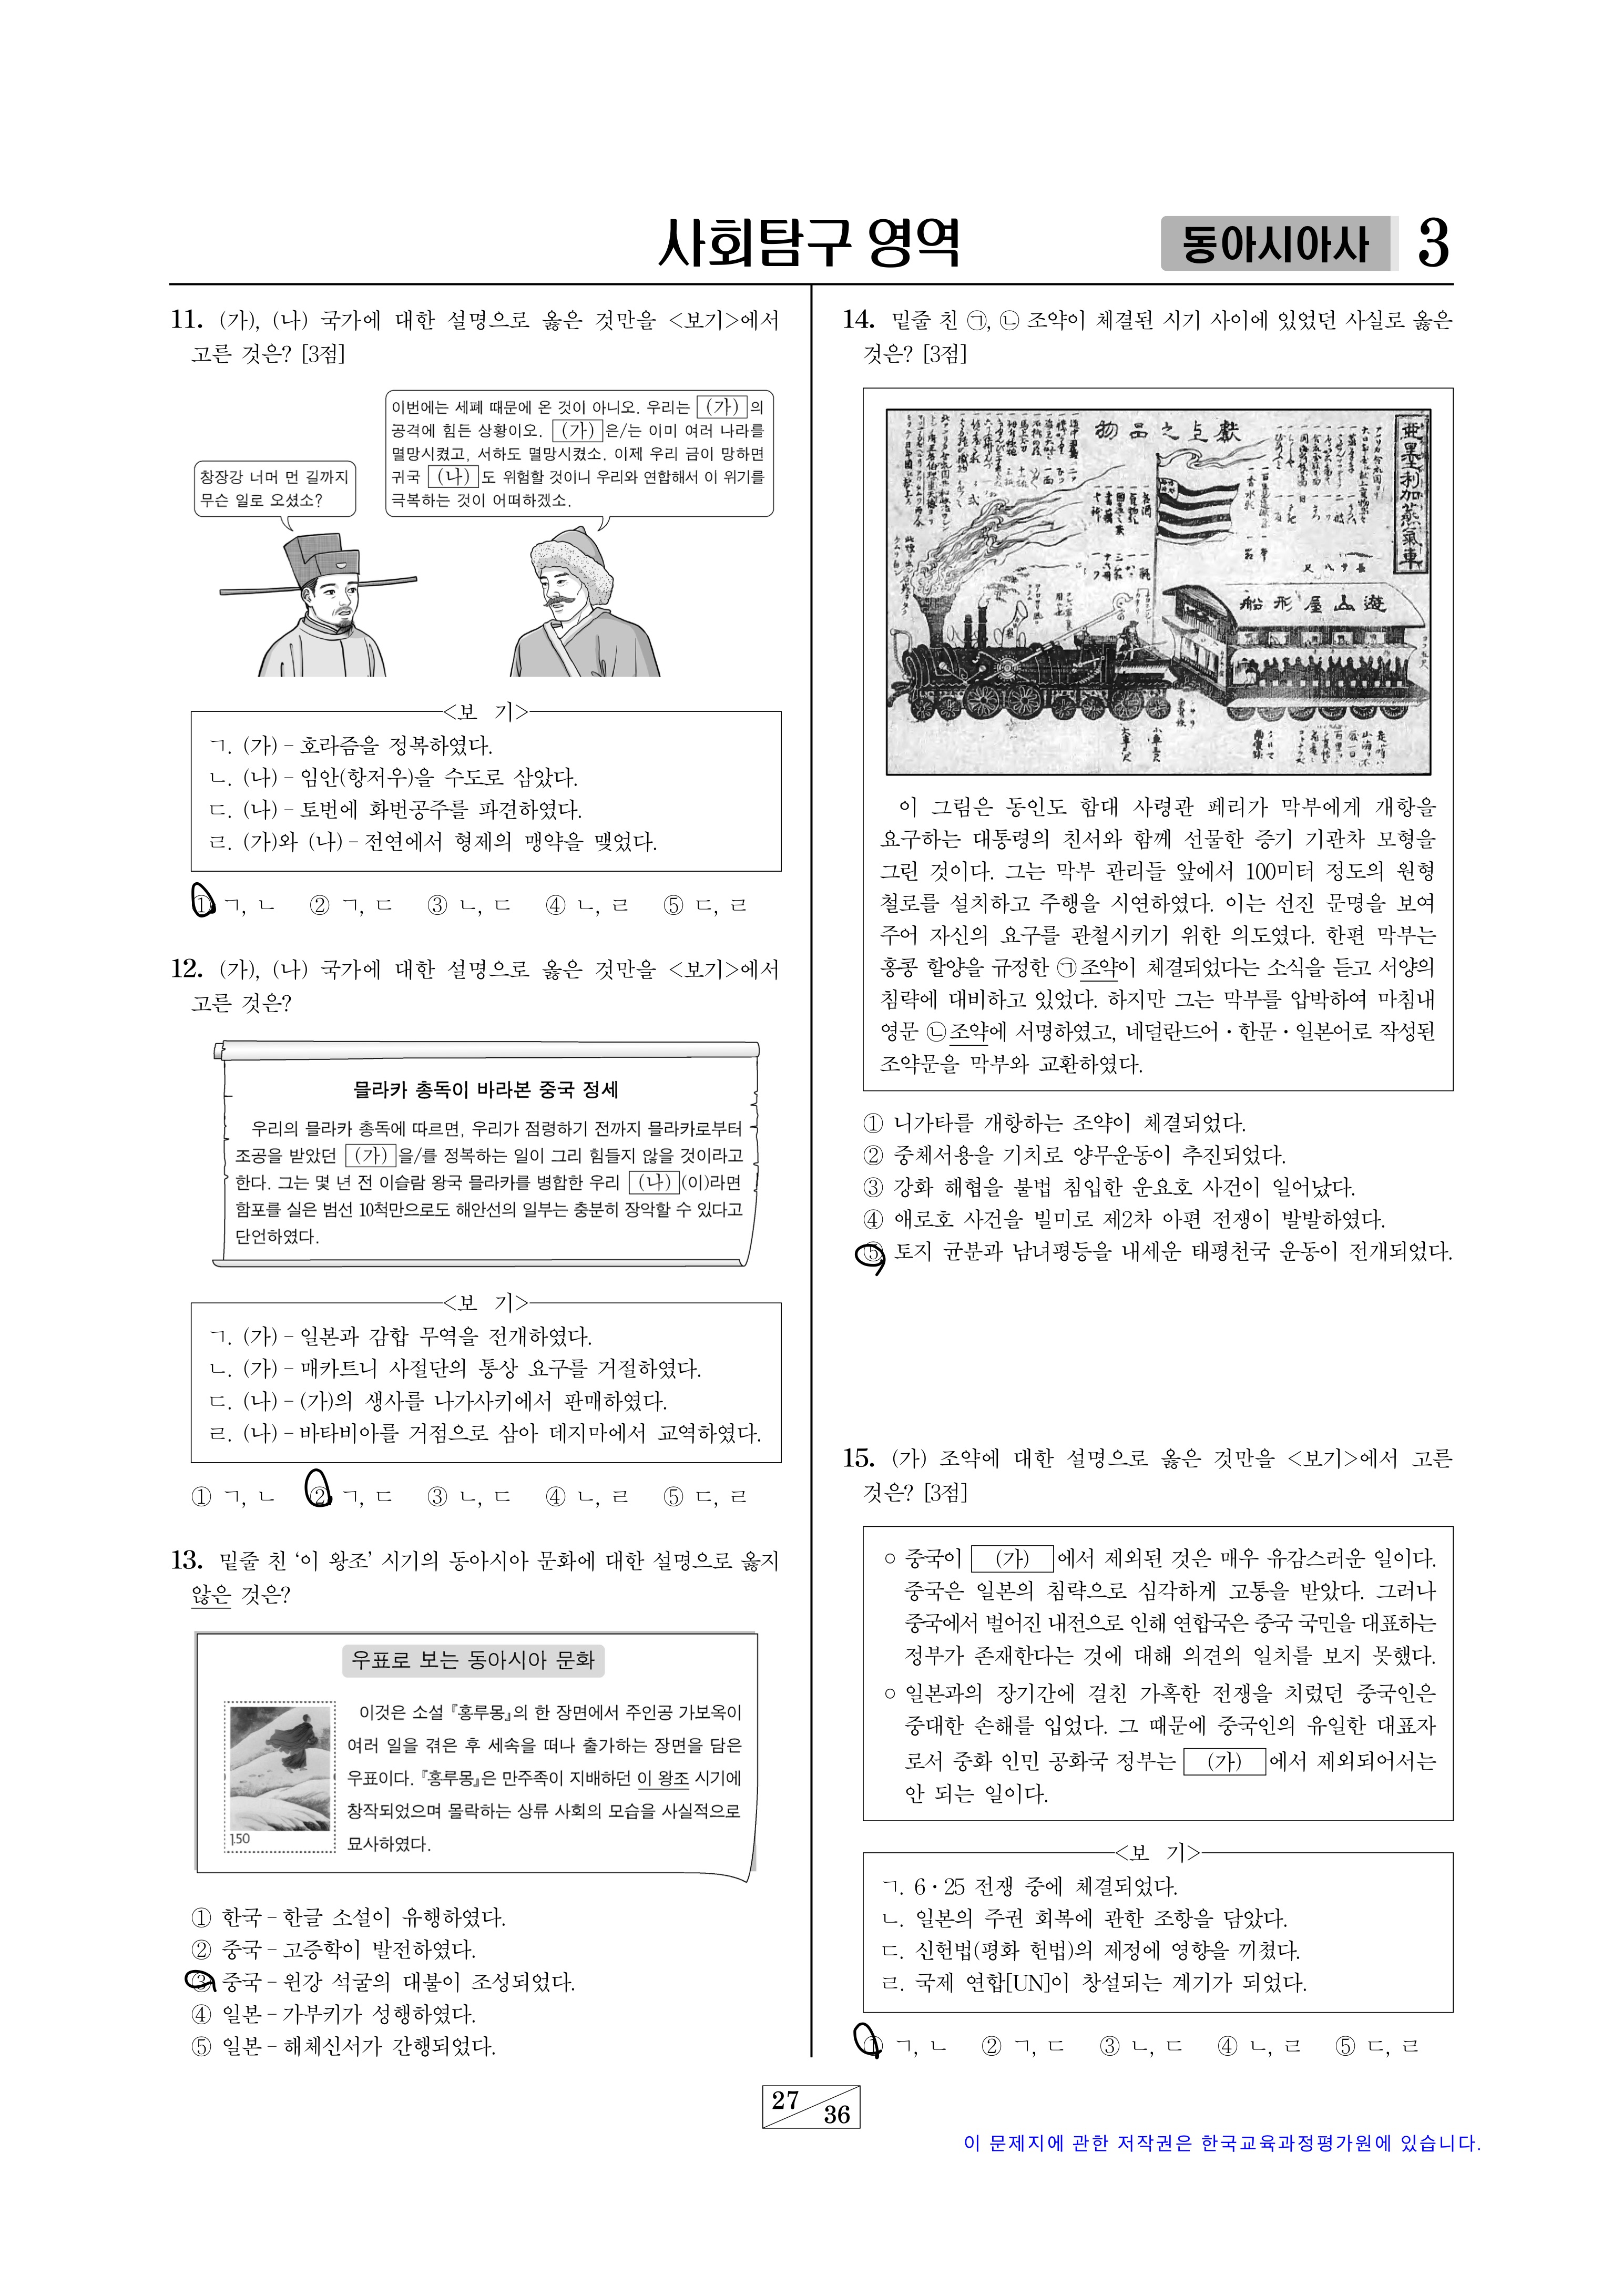 사회탐구 영역
동아시아사
3
11. (가), (나) 국가에 대한 설명으로 옳은 것만을 <보기>에서
고른 것은? [3점]
창장강 너머 먼 길까지
무슨 일로 오셨소?
이번에는 세폐 때문에 온 것이 아니오. 우리는 (가) 의
공격에 힘든 상황이오. (가) 은/는 이미 여러 나라를
멸망시켰고, 서하도 멸망시켰소. 이제 우리 금이 망하면
귀국 (나) 도 위험할 것이니 우리와 연합해서 이 위기를
극복하는 것이 어떠하겠소.
<보 기>
ㄱ. (가) – 호라즘을 정복하였다.
ㄴ. (나) – 임안(항저우)을 수도로 삼았다.
ㄷ. (나) – 토번에 화번공주를 파견하였다.
ㄹ. (가)와 (나) – 전연에서 형제의 맹약을 맺었다.
① ㄱ, ㄴ ② ㄱ, ㄷ ③ ㄴ, ㄷ ④ ㄴ, ㄹ ⑤ ㄷ, ㄹ
12. (가), (나) 국가에 대한 설명으로 옳은 것만을 <보기>에서
고른 것은?
믈라카 총독이 바라본 중국 정세
우리의 믈라카 총독에 따르면, 우리가 점령하기 전까지 믈라카로부터
조공을 받았던 (가) 을/를 정복하는 일이 그리 힘들지 않을 것이라고
한다. 그는 몇 년 전 이슬람 왕국 믈라카를 병합한 우리 (나) (이)라면
함포를 실은 범선 10척만으로도 해안선의 일부는 충분히 장악할 수 있다고
단언하였다.
<보 기>
ㄱ. (가) – 일본과 감합 무역을 전개하였다.
ㄴ. (가) – 매카트니 사절단의 통상 요구를 거절하였다.
ㄷ. (나) – (가)의 생사를 나가사키에서 판매하였다.
ㄹ. (나) – 바타비아를 거점으로 삼아 데지마에서 교역하였다.
① ㄱ, ㄴ ② ㄱ, ㄷ ③ ㄴ, ㄷ ④ ㄴ, ㄹ ⑤ ㄷ, ㄹ
13. 밑줄 친 ‘이 왕조’ 시기의 동아시아 문화에 대한 설명으로 옳지
않은 것은?
우표로 보는 동아시아 문화
150
이것은 소설 『홍루몽』의 한 장면에서 주인공 가보옥이
여러 일을 겪은 후 세속을 떠나 출가하는 장면을 담은
우표이다. 『홍루몽』은 만주족이 지배하던 이 왕조 시기에
창작되었으며 몰락하는 상류 사회의 모습을 사실적으로
묘사하였다.
① 한국 – 한글 소설이 유행하였다.
② 중국 – 고증학이 발전하였다.
③ 중국 – 윈강 석굴의 대불이 조성되었다.
④ 일본 – 가부키가 성행하였다.
⑤ 일본 – 해체신서가 간행되었다.
14. 밑줄 친 ㉠, ㉡ 조약이 체결된 시기 사이에 있었던 사실로 옳은
것은? [3점]
亜墨利加蒸氣車
獻上之品物
遊山屋形船
이 그림은 동인도 함대 사령관 페리가 막부에게 개항을
요구하는 대통령의 친서와 함께 선물한 증기 기관차 모형을
그린 것이다. 그는 막부 관리들 앞에서 100미터 정도의 원형
철로를 설치하고 주행을 시연하였다. 이는 선진 문명을 보여
주어 자신의 요구를 관철시키기 위한 의도였다. 한편 막부는
홍콩 할양을 규정한 ㉠조약이 체결되었다는 소식을 듣고 서양의
침략에 대비하고 있었다. 하지만 그는 막부를 압박하여 마침내
영문 ㉡조약에 서명하였고, 네덜란드어・한문・일본어로 작성된
조약문을 막부와 교환하였다.
① 니가타를 개항하는 조약이 체결되었다.
② 중체서용을 기치로 양무운동이 추진되었다.
③ 강화 해협을 불법 침입한 운요호 사건이 일어났다.
④ 애로호 사건을 빌미로 제2차 아편 전쟁이 발발하였다.
⑤ 토지 균분과 남녀평등을 내세운 태평천국 운동이 전개되었다.
15. (가) 조약에 대한 설명으로 옳은 것만을 <보기>에서 고른
것은? [3점]
○ 중국이 (가) 에서 제외된 것은 매우 유감스러운 일이다.
중국은 일본의 침략으로 심각하게 고통을 받았다. 그러나
중국에서 벌어진 내전으로 인해 연합국은 중국 국민을 대표하는
정부가 존재한다는 것에 대해 의견의 일치를 보지 못했다.
○ 일본과의 장기간에 걸친 가혹한 전쟁을 치렀던 중국인은
중대한 손해를 입었다. 그 때문에 중국인의 유일한 대표자
로서 중화 인민 공화국 정부는 (가) 에서 제외되어서는
안 되는 일이다.
<보 기>
ㄱ. 6・25 전쟁 중에 체결되었다.
ㄴ. 일본의 주권 회복에 관한 조항을 담았다.
ㄷ. 신헌법(평화 헌법)의 제정에 영향을 끼쳤다.
ㄹ. 국제 연합[UN]이 창설되는 계기가 되었다.
① ㄱ, ㄴ ② ㄱ, ㄷ ③ ㄴ, ㄷ ④ ㄴ, ㄹ ⑤ ㄷ, ㄹ
27
36
이 문제지에 관한 저작권은 한국교육과정평가원에 있습니다.